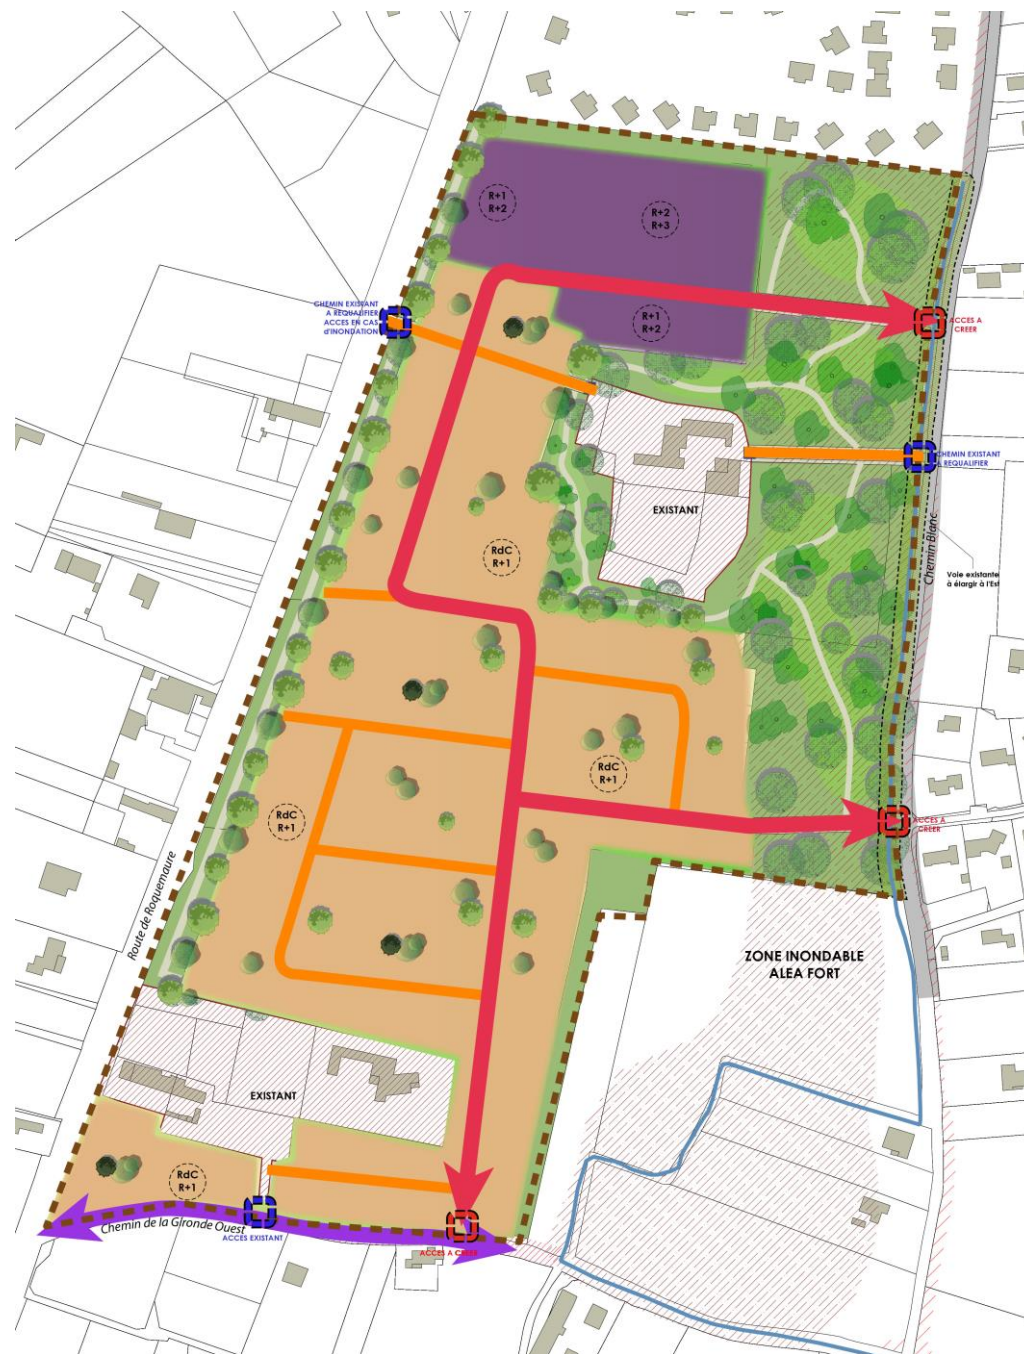 R+1
R+2
R+2
R+3
CHEMIN EXISTANT
A REQUALIFIER
ACCES EN CAS
d'INONDATION
R+1
R+2
ACCES A
CREER
CHEMIN EXISTANT
A REQUALIFIER
EXISTANT
Chemin Blanc
RdC
R+1
Voie existante
à élargir à l'Est
RdC
R+1
RdC
R+1
ACCES A
CREER
Route de Roquemaure
ZONE INONDABLE
ALEA FORT
EXISTANT
RdC
R+1
Chemin de la Gironde Ouest
ACCES EXISTANT
ACCES A CREER